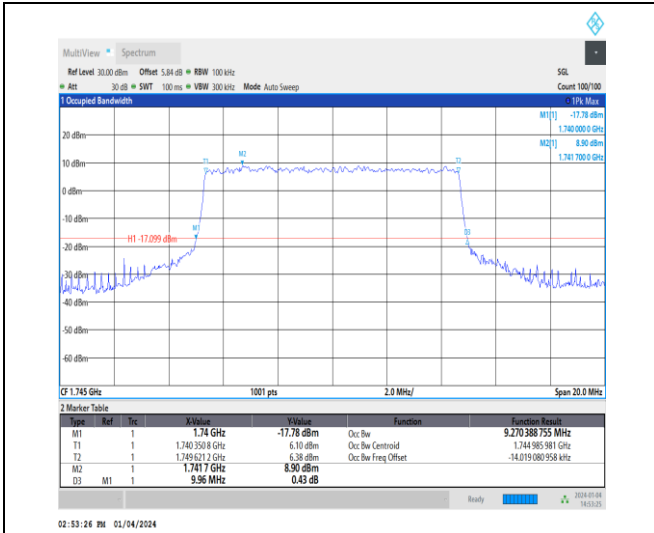 MultiView Spectrum
Ref Level 30.00 dBm Offset 5.84 dB RBW 100 kHz SGL
Att 30 dB SWT 100 ms VBW 300 kHz Mode Auto Sweep Count 100/100
1 Occupied Bandwidth 1Pk Max
M1[1] -17.78 dBm
1.740 000 0 GHz
M2[1] 8.90 dBm
1.741 700 0 GHz
20 dBm
T1 M2 T2
10 dBm
0 dBm
-10 dBm
M1 D3
H1 -17.099 dBm
-30 dBm
-40 dBm
-50 dBm
-60 dBm
CF 1.745 GHz 1001 pts 2.0 MHz/ Span 20.0 MHz
2 Marker Table
Type Ref Trc X-Value Y-Value Function Function Result
M1 1 1.74 GHz -17.78 dBm Occ Bw 9.270 388 755 MHz
T1 1 1.740 350 8 GHz 6.10 dBm Occ Bw Centroid 1.744 985 981 GHz
T2 1 1.749 621 2 GHz 6.38 dBm Occ Bw Freq Offset -14.019 080 958 kHz
M2 1 1.741 7 GHz 8.90 dBm
D3 M1 1 9.96 MHz 0.43 dB
Ready 2024-01-04
14:53:25
02:53:26 PM 01/04/2024